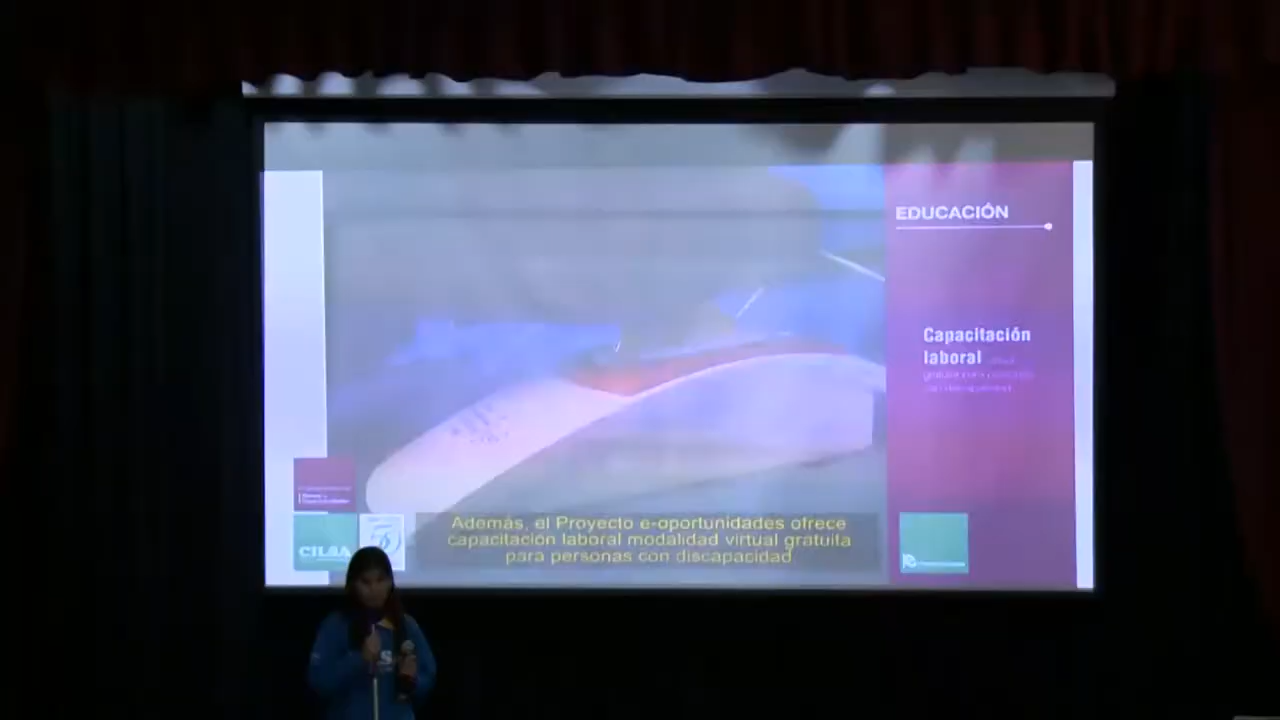 EDUCACIÓN
Capacitación
laboral
CILSA
Además, el Proyecto e-oportunidades ofrece
capacitación laboral modalidad virtual gratuita
para personas con discapacidad
S